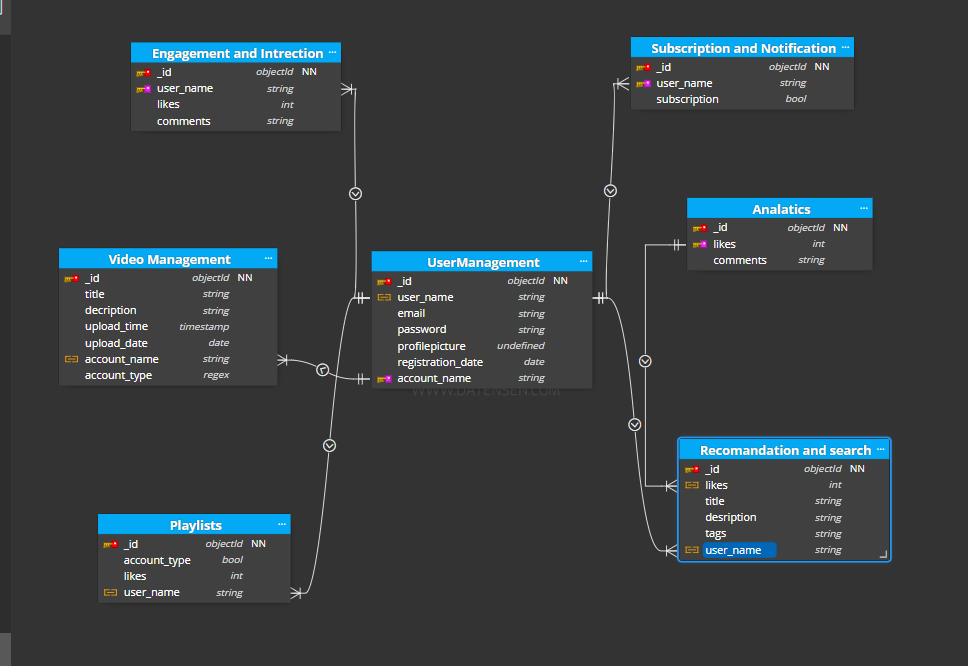 Engagement and Intrection ...
_id objectId NN
user_name string
likes int
comments string
Subscription and Notification ...
_id objectId NN
user_name string
subscription bool
Analatics ...
_id objectId NN
likes int
comments string
Video Management ...
_id objectId NN
title string
decription string
upload_time timestamp
upload_date date
account_name string
account_type regex
UserManagement ...
_id objectId NN
user_name string
email string
password string
profilepicture undefined
registration_date date
account_name string
WWW.DATENSEN.COM
Recomandation and search ...
_id objectId NN
likes int
title string
desription string
tags string
user_name string
Playlists ...
_id objectId NN
account_type bool
likes int
user_name string